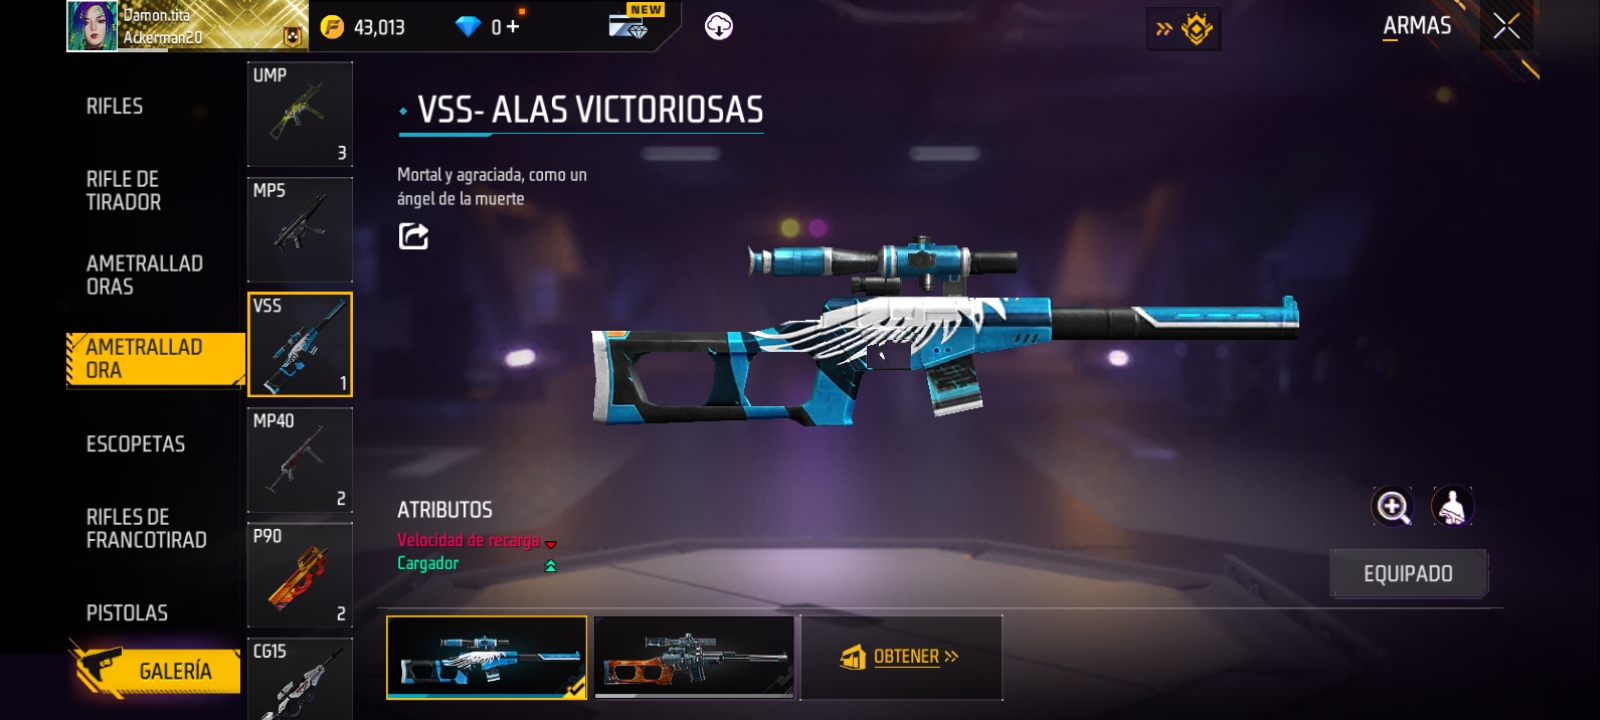 Damon.tita
Ackerman20
43,013
0 +
NEW
ARMAS
RIFLES
RIFLE DE
TIRADOR
AMETRALLAD
ORAS
AMETRALLAD
ORA
ESCOPETAS
RIFLES DE
FRANCOTIRAD
PISTOLAS
GALERÍA
UMP
3
MP5
VSS
1
MP40
2
P90
2
CG15
VSS- ALAS VICTORIOSAS
Mortal y agraciada, como un
ángel de la muerte
ATRIBUTOS
Velocidad de recarga
Cargador
EQUIPADO
OBTENER